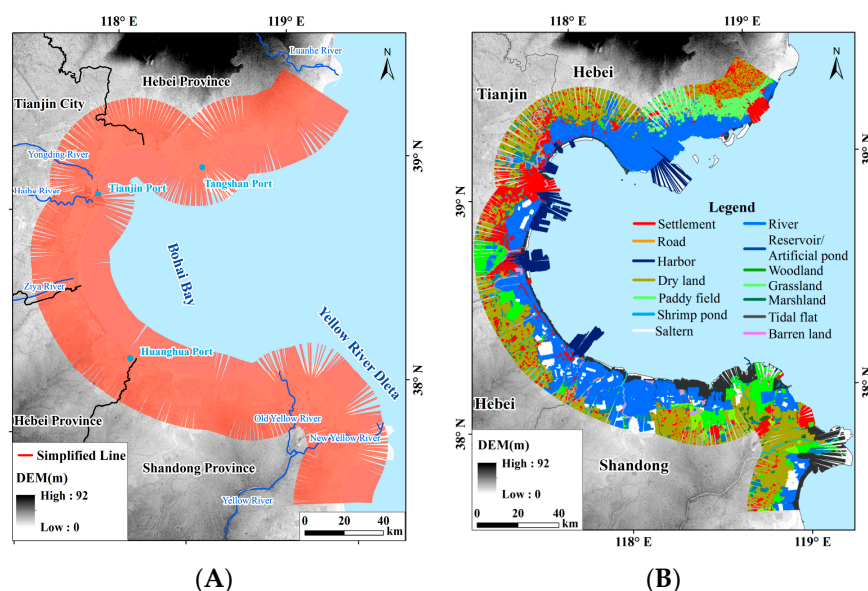 118° E
119° E
Luanhe River
N
Hebei Province
Tianjin City
Yongding River
39° N
Tangshan Port
Tianjin Port
Haihe River
Bohai Bay
Ziya River
Yellow River Dleta
Huanghua Port
38° N
Hebei Province
Old Yellow River
New Yellow River
Simplified Line
Shandong Province
DEM(m)
High : 92
Yellow River
Low : 0
0 20 40
km
(A)
118° E
119° E
N
Hebei
Tianjin
39° N
39° N
Legend
Settlement
Road
Harbor
Dry land
Paddy field
Shrimp pond
Saltern
River
Reservoir/
Artificial pond
Woodland
Grassland
Marshland
Tidal flat
Barren land
38° N
Hebei
38° N
Shandong
DEM(m)
High : 92
Low : 0
0 20 40
km
118° E
119° E
(B)